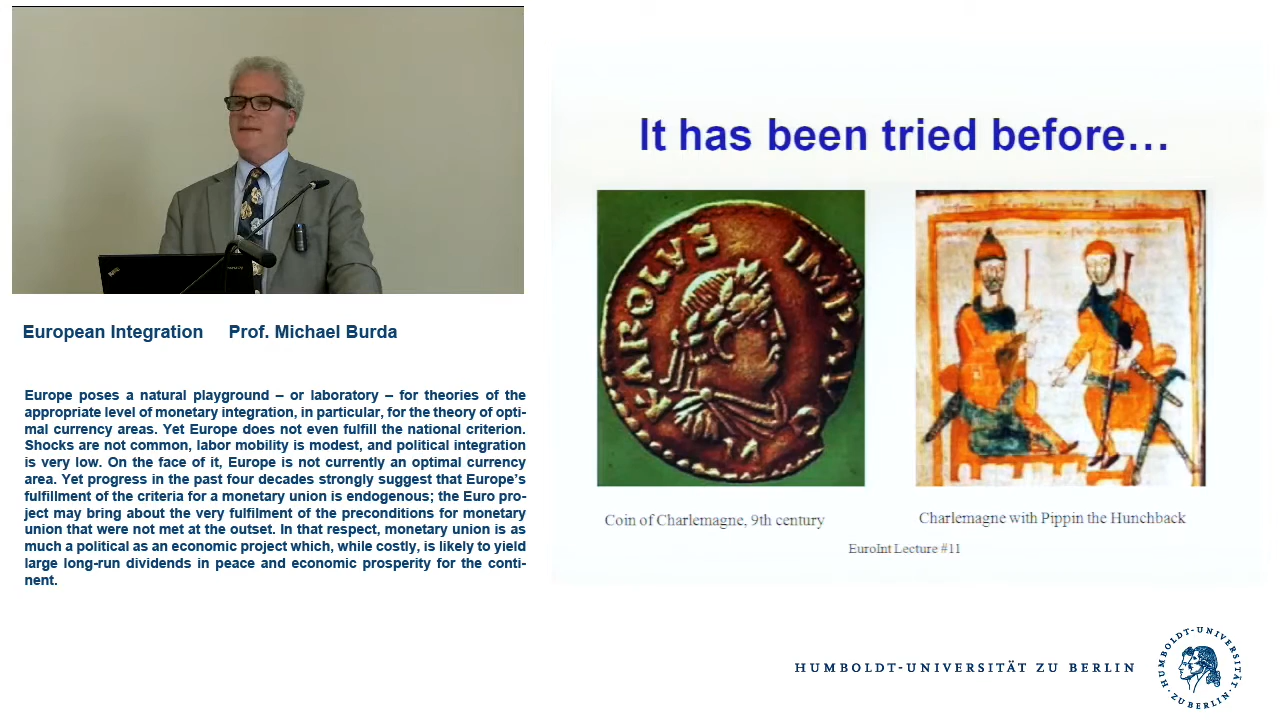 European Integration Prof. Michael Burda
Europe poses a natural playground – or laboratory – for theories of the
appropriate level of monetary integration, in particular, for the theory of opti-
mal currency areas. Yet Europe does not even fulfill the national criterion.
Shocks are not common, labor mobility is modest, and political integration
is very low. On the face of it, Europe is not currently an optimal currency
area. Yet progress in the past four decades strongly suggest that Europe's
fulfillment of the criteria for a monetary union is endogenous; the Euro pro-
ject may bring about the very fulfilment of the preconditions for monetary
union that were not met at the outset. In that respect, monetary union is as
much a political as an economic project which, while costly, is likely to yield
large long-run dividends in peace and economic prosperity for the conti-
nent.
It has been tried before…
KAROLVS IMP AVG
M
Coin of Charlemagne, 9th century
Charlemagne with Pippin the Hunchback
EuroInt Lecture #11
HUMBOLDT-UNIVERSITÄT ZU BERLIN
HUMBOLDT-UNIVERSITÄT
ZU BERLIN